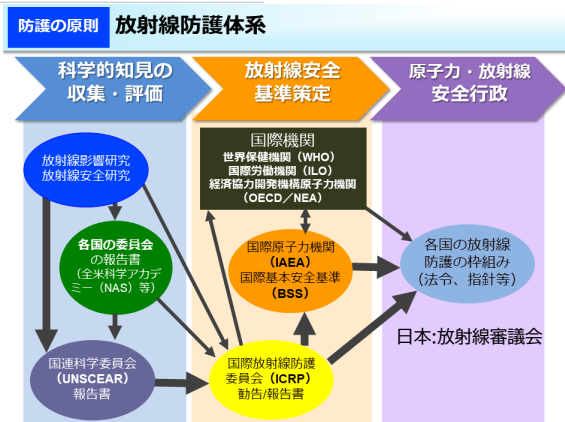 防護の原則
放射線防護体系
科学的知見の
収集・評価
放射線安全
基準策定
原子力・放射線
安全行政
放射線影響研究
放射線安全研究
各国の委員会
の報告書
(全米科学アカデ
ミー(NAS)等)
国連科学委員会
(UNSCEAR)
報告書
国際機関
世界保健機関(WHO)
国際労働機関(ILO)
経済協力開発機構原子力機関
(OECD/NEA)
国際原子力機関
(IAEA)
国際基本安全基準
(BSS)
国際放射線防護
委員会(ICRP)
勧告/報告書
各国の放射線
防護の枠組み
(法令、指針等)
日本:放射線審議会